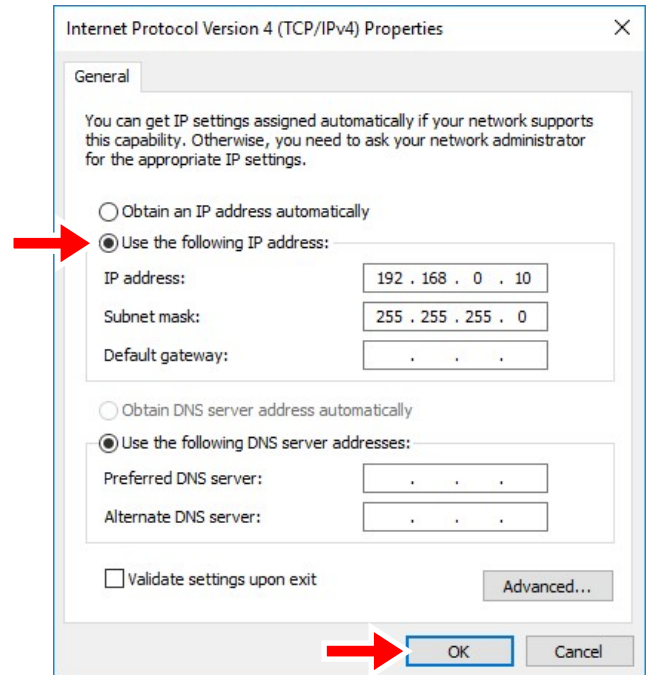 Internet Protocol Version 4 (TCP/IPv4) Properties
General
You can get IP settings assigned automatically if your network supports
this capability. Otherwise, you need to ask your network administrator
for the appropriate IP settings.
Obtain an IP address automatically
Use the following IP address:
IP address: 192 . 168 . 0 . 10
Subnet mask: 255 . 255 . 255 . 0
Default gateway: . . .
Obtain DNS server address automatically
Use the following DNS server addresses:
Preferred DNS server: . . .
Alternate DNS server: . . .
Validate settings upon exit
Advanced...
OK Cancel